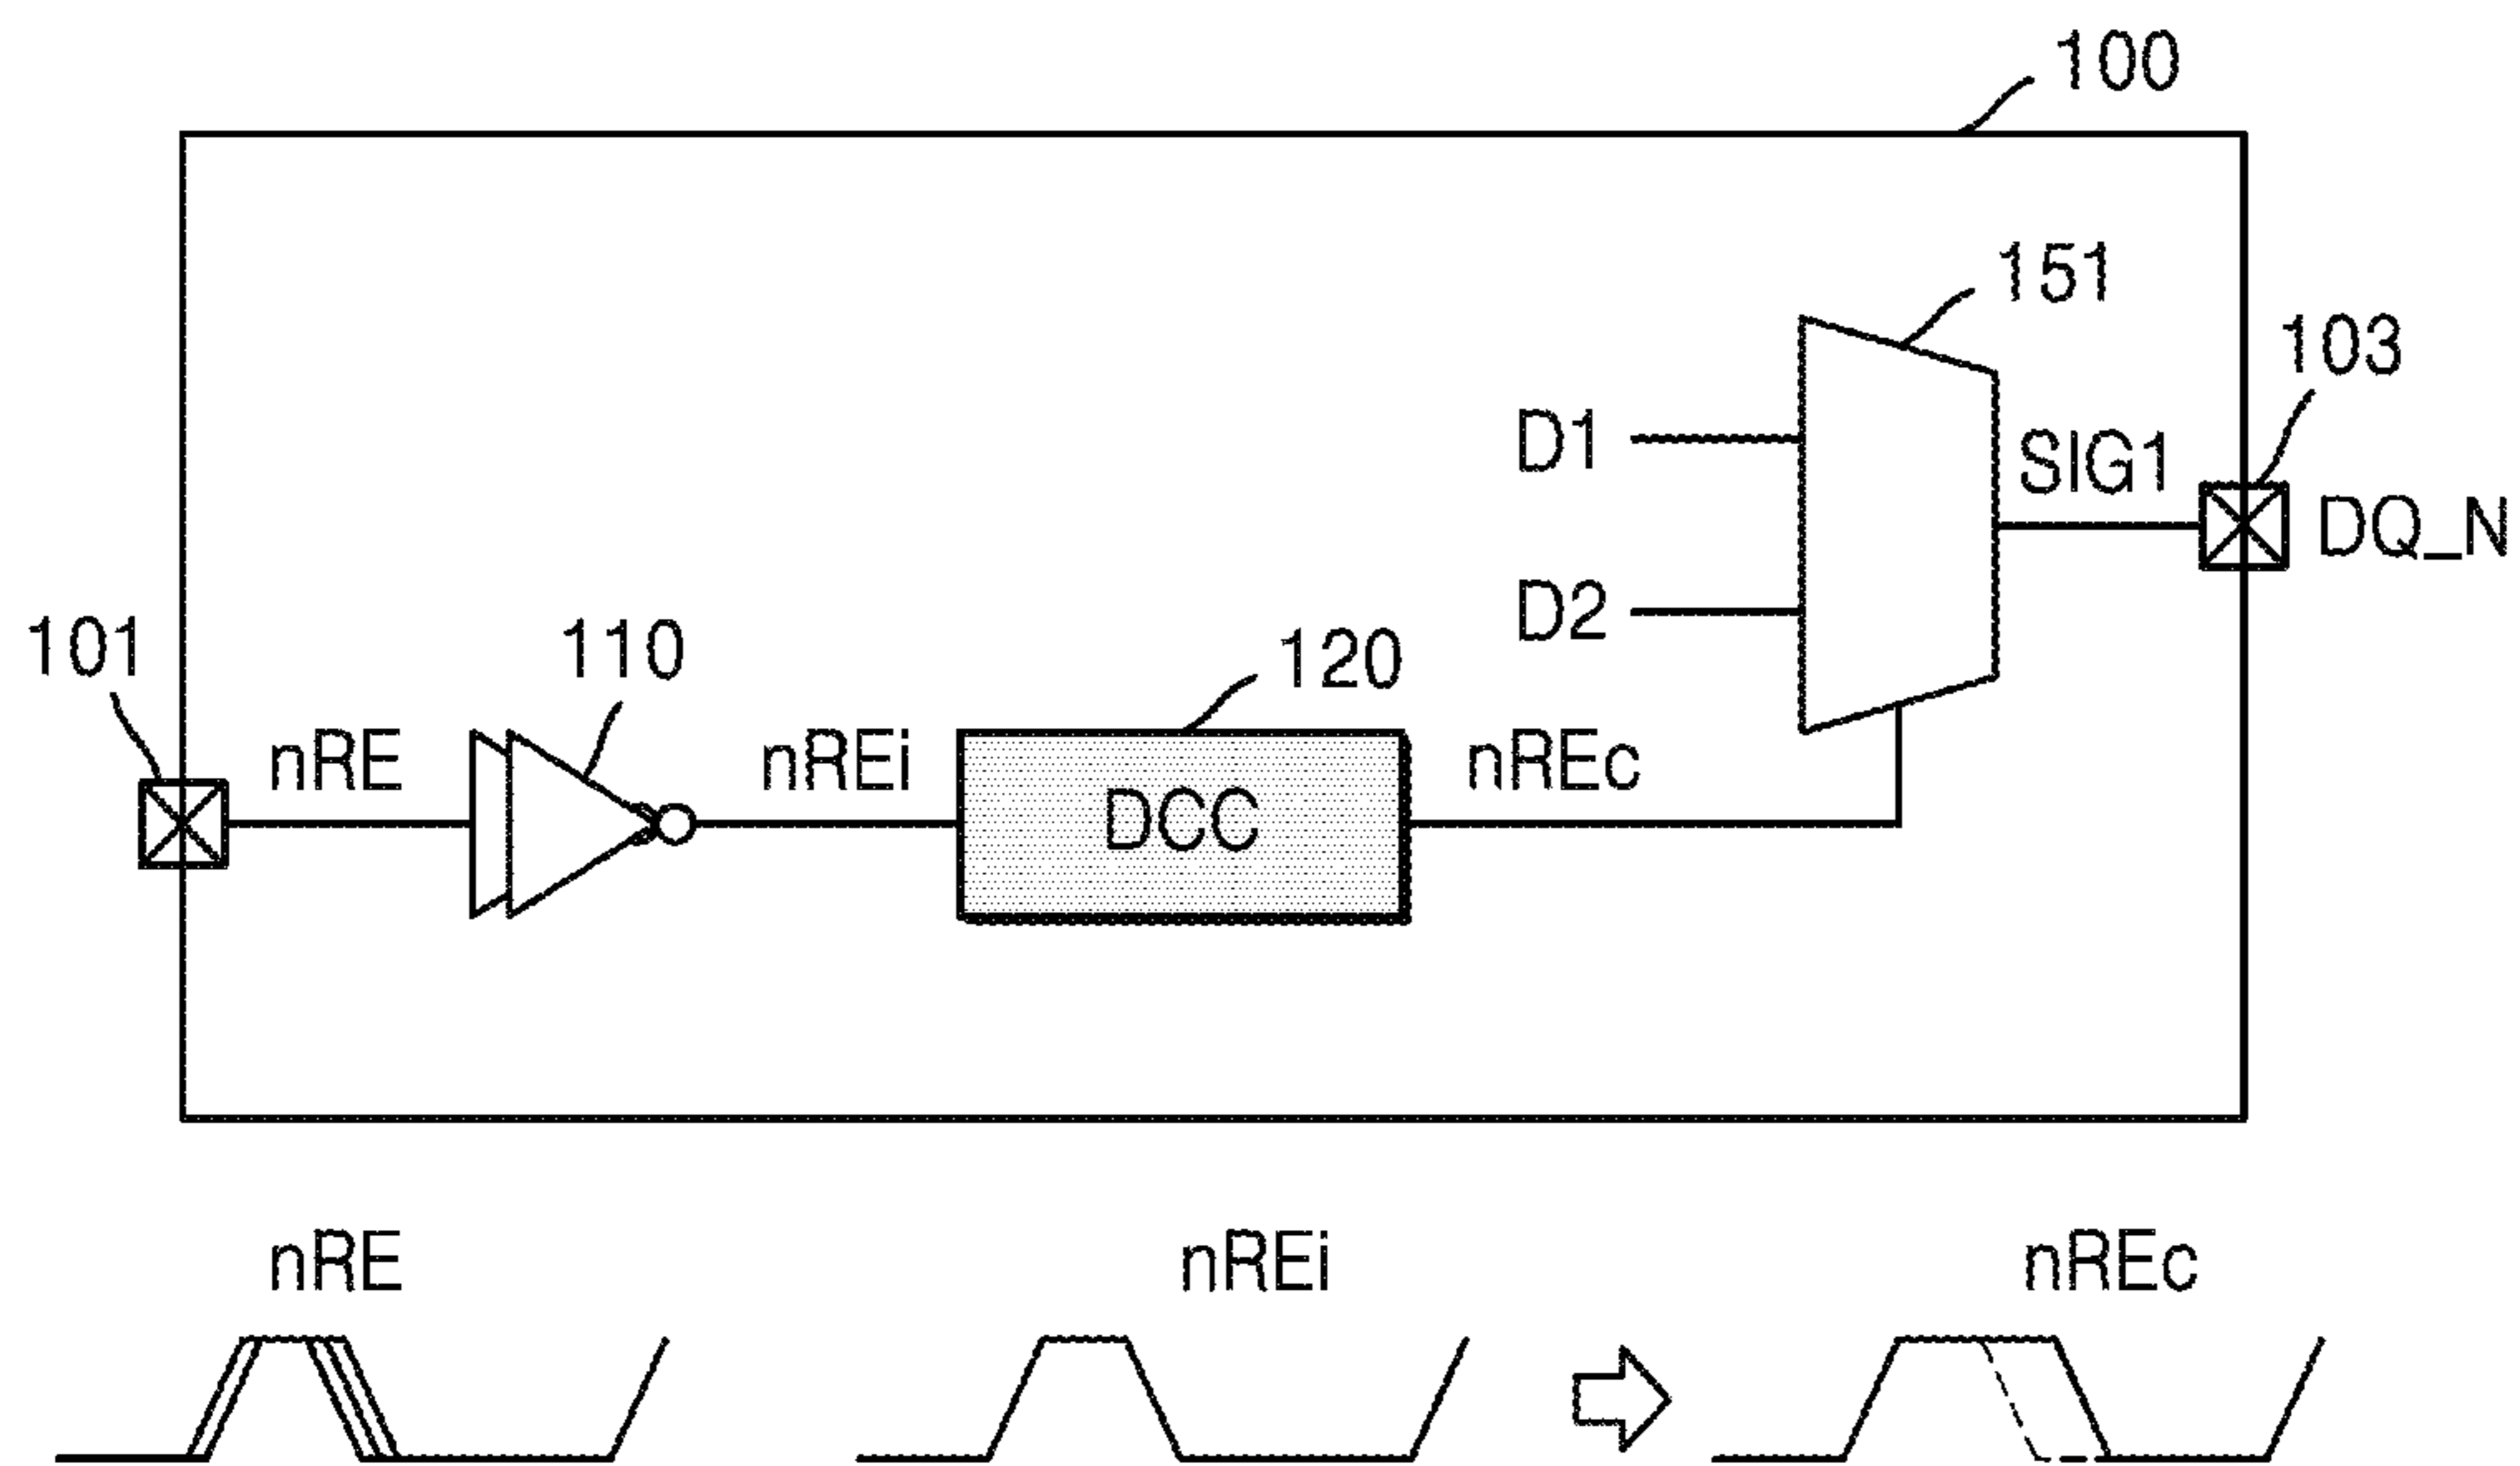 100
151
103
D1
SIG1
DQ_N
D2
101
110
120
nRE
nREi
nREc
DCC
nRE
nREi
nREc